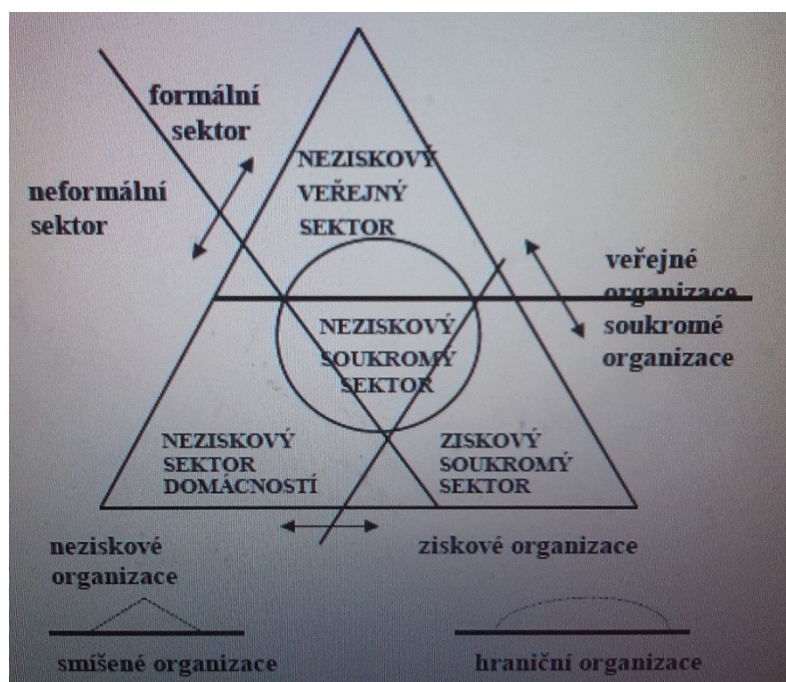 formální
sektor
neformální
sektor
NEZISKOVÝ
VEŘEJNÝ
SEKTOR
veřejné
organizace
soukromé
organizace
NEZISKOVÝ
SOUKROMÝ
SEKTOR
NEZISKOVÝ
SEKTOR
DOMÁCNOSTÍ
ZISKOVÝ
SOUKROMÝ
SEKTOR
neziskové
organizace
ziskové organizace
smíšené organizace
hraniční organizace